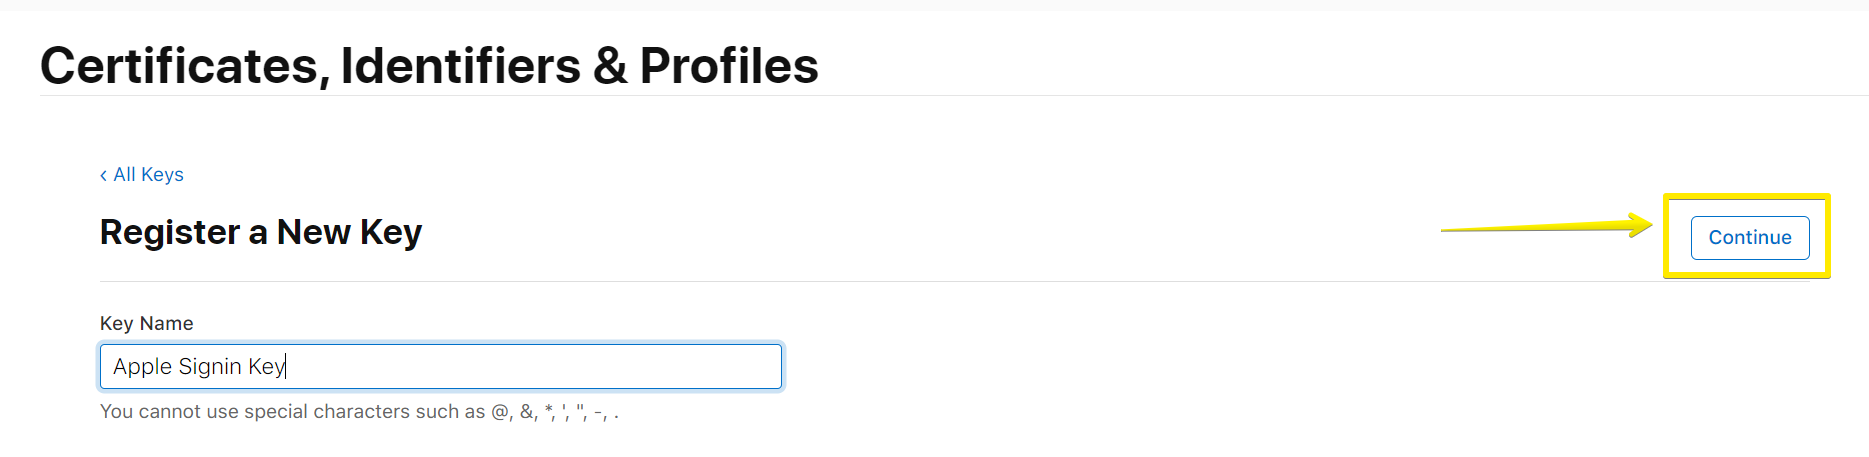 Certificates, Identifiers & Profiles
‹ All Keys
Register a New Key
Continue
Key Name
Apple Signin Key
You cannot use special characters such as @, &, *, ', ", -, .